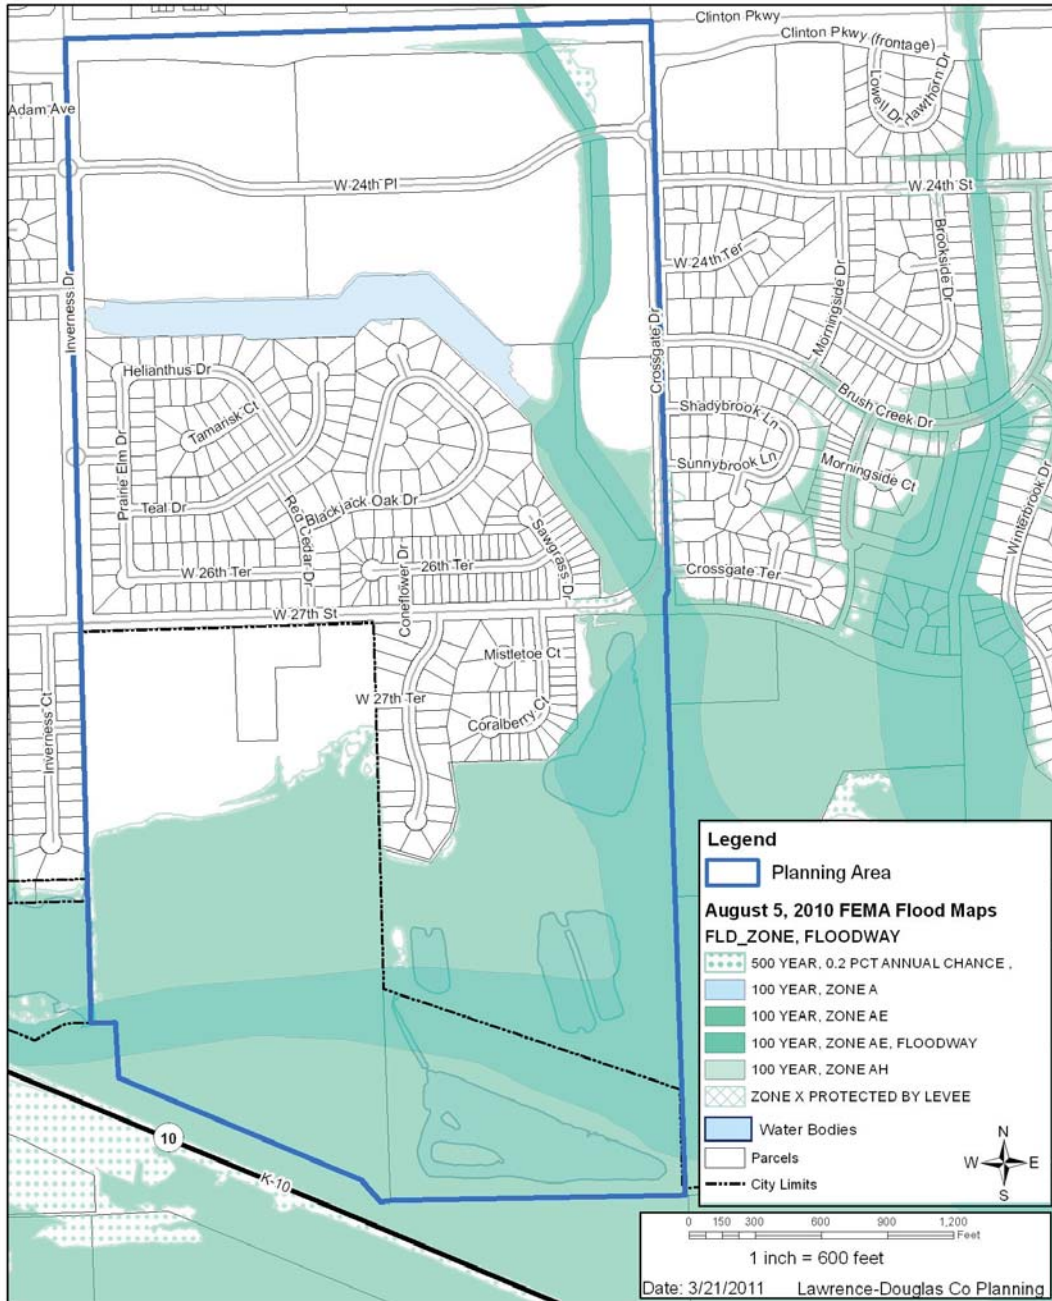 Clinton Pkwy
Clinton Pkwy (frontage)
Lowell Dr
Hawthorn Dr
Adam Ave
W 24th Pl
W 24th St
W 24th Ter
Brookside Dr
Morningside Dr
Inverness Dr
Crossgate Dr
Helianthus Dr
Tamarisk Ct
Prairie Elm Dr
Teal Dr
Red Cedar Dr
Blackjack Oak Dr
Brush Creek Dr
Shadybrook Ln
Sunnybrook Ln
Morningside Ct
Winterbrook Dr
Sawgrass Dr
W 26th Ter
26th Ter
Coneflower Dr
Crossgate Ter
W 27th St
Mistletoe Ct
W 27th Ter
Coralberry Ct
Inverness Ct
10
K-10
Legend
Planning Area
August 5, 2010 FEMA Flood Maps
FLD_ZONE, FLOODWAY
500 YEAR, 0.2 PCT ANNUAL CHANCE ,
100 YEAR, ZONE A
100 YEAR, ZONE AE
100 YEAR, ZONE AE, FLOODWAY
100 YEAR, ZONE AH
ZONE X PROTECTED BY LEVEE
Water Bodies
Parcels
City Limits
N
W E
S
0 150 300 600 900 1,200
Feet
1 inch = 600 feet
Date: 3/21/2011 Lawrence-Douglas Co Planning